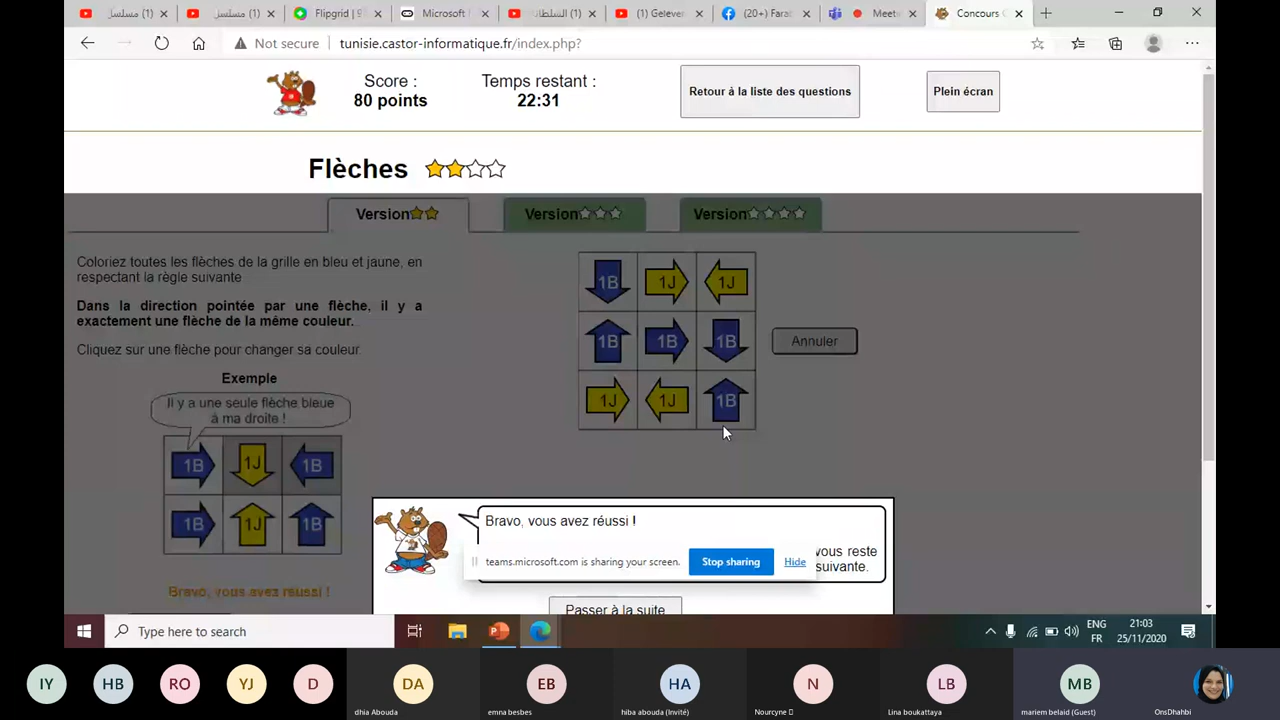 (1) مسلسل
(1) مسلسل
Flipgrid | 9
Microsoft
(1) السلطان
(1) Gelever
(20+) Fara
Meet
Concours
Not secure
tunisie.castor-informatique.fr/index.php?
Score :
80 points
Temps restant :
22:31
Retour à la liste des questions
Plein écran
Flèches
Version
Version
Version
Coloriez toutes les flèches de la grille en bleu et jaune, en
respectant la règle suivante
Dans la direction pointée par une flèche, il y a
exactement une flèche de la même couleur.
Cliquez sur une flèche pour changer sa couleur.
Exemple
Il y a une seule flèche bleue
à ma droite !
1B 1J 1B
1B 1J 1B
Bravo, vous avez réussi !
1B 1J 1J
1B 1B 1B
1J 1J 1B
Annuler
Bravo, vous avez réussi !
vous reste
suivante.
teams.microsoft.com is sharing your screen.
Stop sharing
Hide
Passer à la suite
Type here to search
ENG
FR
21:03
25/11/2020
IY
HB
RO
YJ
D
DA
dhia Abouda
EB
emna besbes
HA
hiba abouda (Invité)
N
Nourcyne
LB
Lina boukattaya
MB
mariem belaid (Guest)
OnsDhahbi